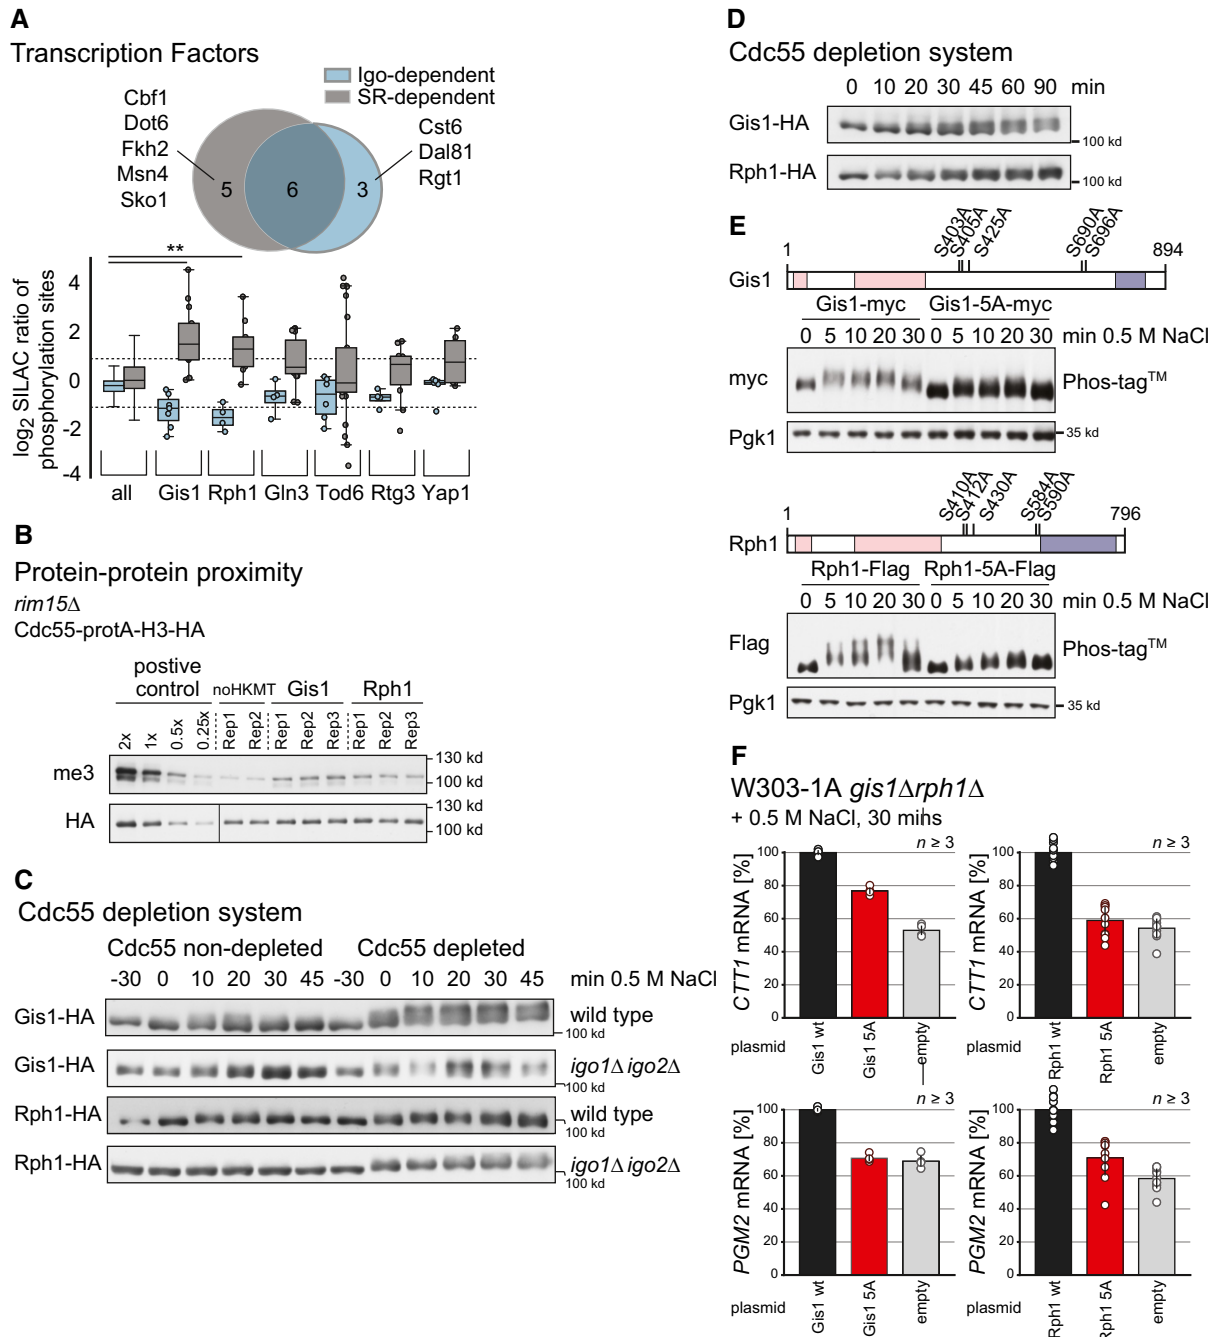 A
Transcription Factors
Igo-dependent
SR-dependent
Cbf1
Dot6
Fkh2
Msn4
Sko1
5
6
3
Cst6
Dal81
Rgt1
**
log2 SILAC ratio of
phosphorylation sites
4
2
0
-2
-4
all Gis1 Rph1 Gln3 Tod6 Rtg3 Yap1
B
Protein-protein proximity
rim15Δ
Cdc55-protA-H3-HA
postive
control
noHKMT Gis1 Rph1
2x 1x 0.5x 0.25x Rep1 Rep2 Rep1 Rep2 Rep3 Rep1 Rep2 Rep3
me3
130 kd
100 kd
HA
130 kd
100 kd
C
Cdc55 depletion system
Cdc55 non-depleted Cdc55 depleted
-30 0 10 20 30 45 -30 0 10 20 30 45 min 0.5 M NaCl
Gis1-HA wild type
100 kd
Gis1-HA igo1Δ igo2Δ
100 kd
Rph1-HA wild type
100 kd
Rph1-HA igo1Δ igo2Δ
100 kd
D
Cdc55 depletion system
0 10 20 30 45 60 90 min
Gis1-HA
100 kd
Rph1-HA
100 kd
E
S403A
S405A
S425A
S690A
S696A
1 894
Gis1
Gis1-myc Gis1-5A-myc
0 5 10 20 30 0 5 10 20 30 min 0.5 M NaCl
myc Phos-tag™
Pgk1 35 kd
S410A
S412A
S430A
S584A
S590A
1 796
Rph1
Rph1-Flag Rph1-5A-Flag
0 5 10 20 30 0 5 10 20 30 min 0.5 M NaCl
Flag Phos-tag™
Pgk1 35 kd
F
W303-1A gis1Δrph1Δ
+ 0.5 M NaCl, 30 mins
n ≥ 3
CTT1 mRNA [%]
100
80
60
40
20
0
plasmid
Gis1 wt
Gis1 5A
empty
n ≥ 3
CTT1 mRNA [%]
100
80
60
40
20
0
plasmid
Rph1 wt
Rph1 5A
empty
n ≥ 3
PGM2 mRNA [%]
100
80
60
40
20
0
plasmid
Gis1 wt
Gis1 5A
empty
n ≥ 3
PGM2 mRNA [%]
100
80
60
40
20
0
plasmid
Rph1 wt
Rph1 5A
empty